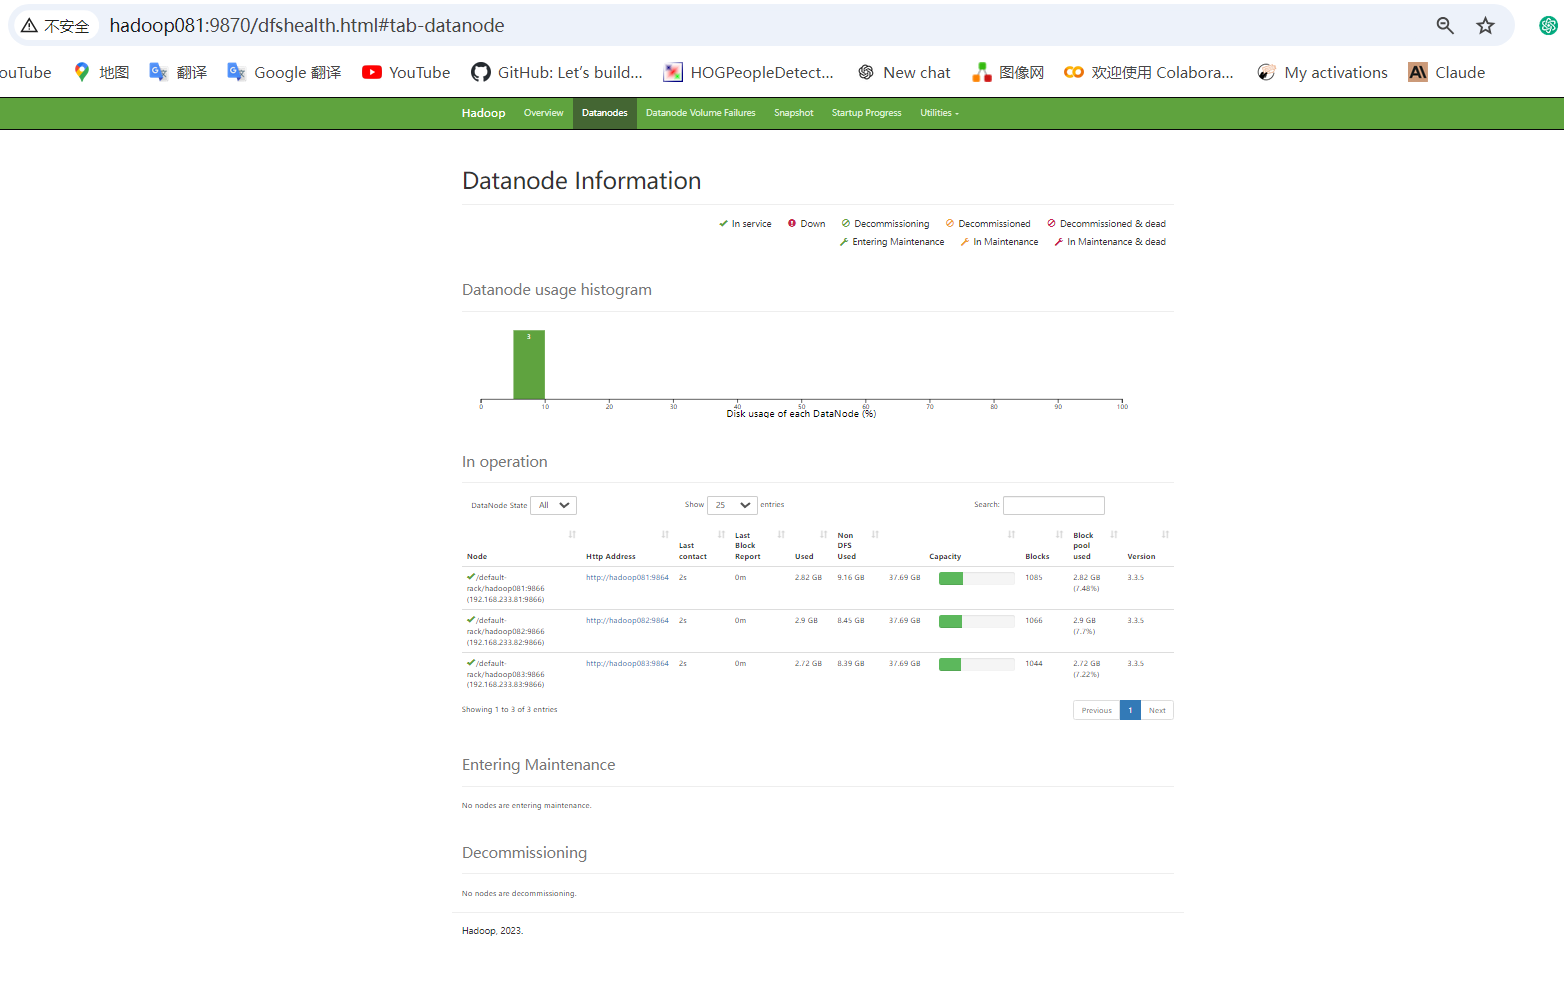 不安全 hadoop081:9870/dfshealth.html#tab-datanode
ouTube 地图 翻译 Google 翻译 YouTube GitHub: Let's build... HOGPeopleDetect... New chat 图像网 欢迎使用 Colabora... My activations Claude
Hadoop Overview Datanodes Datanode Volume Failures Snapshot Startup Progress Utilities
Datanode Information
In service Down Decommissioning Decommissioned Decommissioned & dead
Entering Maintenance In Maintenance In Maintenance & dead
Datanode usage histogram
3
0 10 20 30 40 50 60 70 80 90 100
Disk usage of each DataNode (%)
In operation
DataNode State All Show 25 entries Search:
Node Http Address Last contact Last Block Report Used Non DFS Used Capacity Blocks Block pool used Version
/default-rack/hadoop081:9866 (192.168.233.81:9866) http://hadoop081:9864 2s 0m 2.82 GB 9.16 GB 37.69 GB 1085 2.82 GB (7.48%) 3.3.5
/default-rack/hadoop082:9866 (192.168.233.82:9866) http://hadoop082:9864 2s 0m 2.9 GB 8.45 GB 37.69 GB 1066 2.9 GB (7.7%) 3.3.5
/default-rack/hadoop083:9866 (192.168.233.83:9866) http://hadoop083:9864 2s 0m 2.72 GB 8.39 GB 37.69 GB 1044 2.72 GB (7.22%) 3.3.5
Showing 1 to 3 of 3 entries Previous 1 Next
Entering Maintenance
No nodes are entering maintenance.
Decommissioning
No nodes are decommissioning.
Hadoop, 2023.